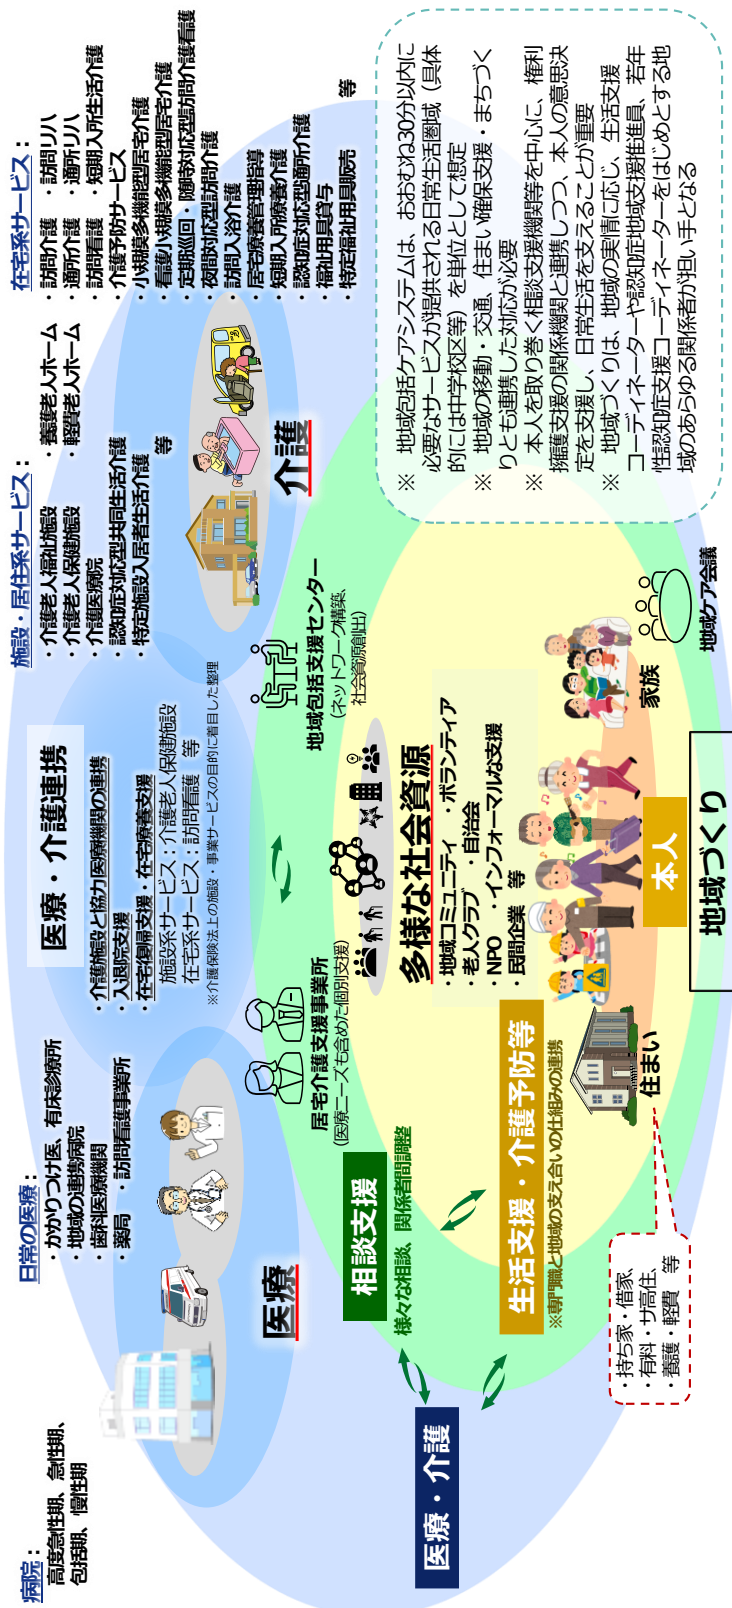 病院：
高度急性期、急性期、
包括期、慢性期
日常の医療：
・かかりつけ医、有床診療所
・地域の連携病院
・歯科医療機関
・薬局　・訪問看護事業所
医療
医療・介護連携
・介護施設と協力医療機関の連携
・入退院支援
・在宅復帰支援・在宅療養支援
施設系サービス：介護老人保健施設
在宅系サービス：訪問看護　等
※介護保険法上の施設・事業サービスの目的に着目した整理
施設・居住系サービス：
・介護老人福祉施設　・養護老人ホーム
・介護老人保健施設　・軽費老人ホーム
・介護医療院
・認知症対応型共同生活介護
・特定施設入居者生活介護　等
在宅系サービス：
・訪問介護　・訪問リハ
・通所介護　・通所リハ
・訪問看護　・短期入所生活介護
・介護予防サービス
・小規模多機能型居宅介護
・看護小規模多機能型居宅介護
・定期巡回・随時対応型訪問介護看護
・夜間対応型訪問介護
・訪問入浴介護
・居宅療養管理指導
・短期入所療養介護
・認知症対応型通所介護
・福祉用具貸与
・特定福祉用具販売　等
介護
相談支援
様々な相談、関係者間調整
居宅介護支援事業所
（医療ニーズも含めた個別支援）
地域包括支援センター
（ネットワーク構築、
社会資源創出）
多様な社会資源
・地域コミュニティ　・ボランティア
・老人クラブ　・自治会
・NPO　・インフォーマルな支援
・民間企業　等
医療・介護
生活支援・介護予防等
※専門職と地域の支え合いの仕組みの連携
住まい
・持ち家・借家、
・有料・サ高住、
・養護・軽費　等
本人
家族
地域ケア会議
地域づくり
※　地域包括ケアシステムは、おおむね30分以内に
必要なサービスが提供される日常生活圏域（具体
的には中学校区等）を単位として想定
※　地域の移動・交通、住まい確保支援・まちづく
りとも連携した対応が必要
※　本人を取り巻く相談支援機関等を中心に、権利
擁護支援の関係機関と連携しつつ、本人の意思決
定を支援し、日常生活を支えることが重要
※　地域づくりは、地域の実情に応じ、生活支援
コーディネーターや認知症地域支援推進員、若年
性認知症支援コーディネーターをはじめとする地
域のあらゆる関係者が担い手となる